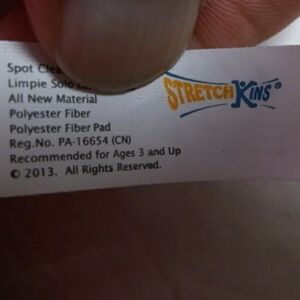 Spot Clea
Limpie Solo
All New Material
Polyester Fiber
Polyester Fiber Pad
Reg.No. PA-16654 (CN)
Recommended for Ages 3 and Up
© 2013. All Rights Reserved.
STRETCHKINS®